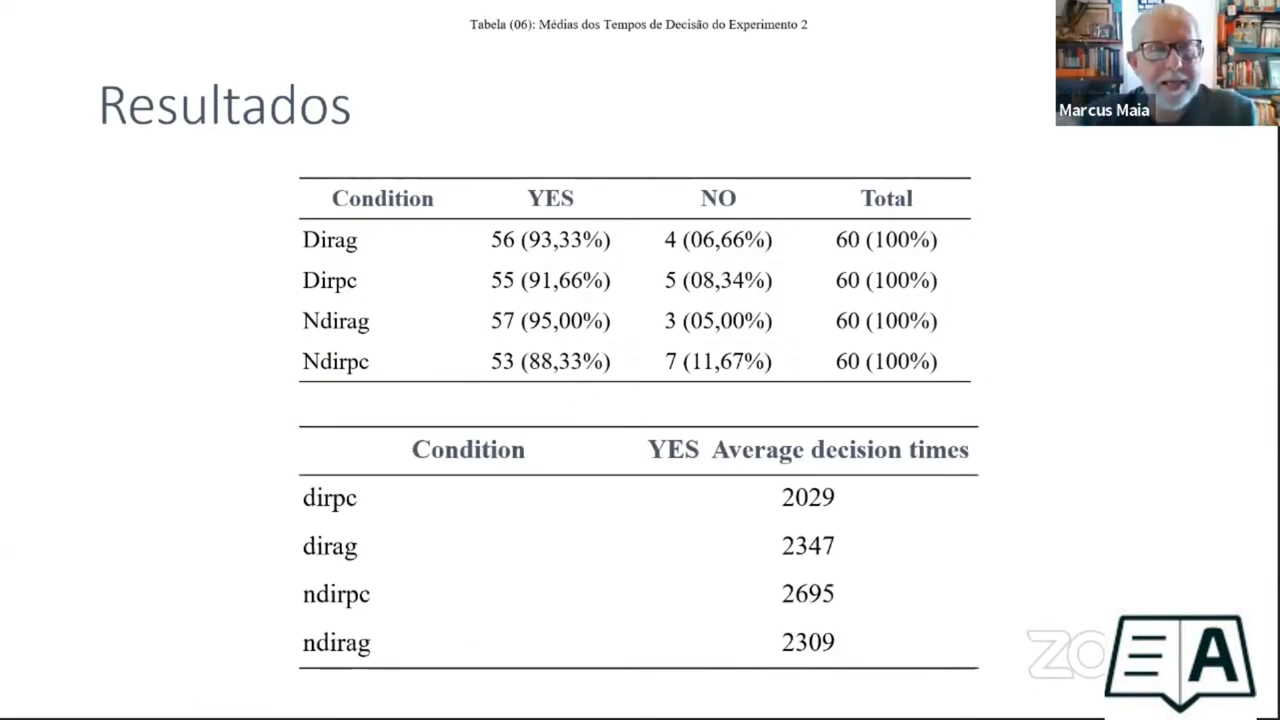 Tabela (06): Médias dos Tempos de Decisão do Experimento 2
Resultados
Marcus Maia
Condition YES NO Total
Dirag 56 (93,33%) 4 (06,66%) 60 (100%)
Dirpc 55 (91,66%) 5 (08,34%) 60 (100%)
Ndirag 57 (95,00%) 3 (05,00%) 60 (100%)
Ndirpc 53 (88,33%) 7 (11,67%) 60 (100%)
Condition YES Average decision times
dirpc 2029
dirag 2347
ndirpc 2695
ndirag 2309
ZO
A